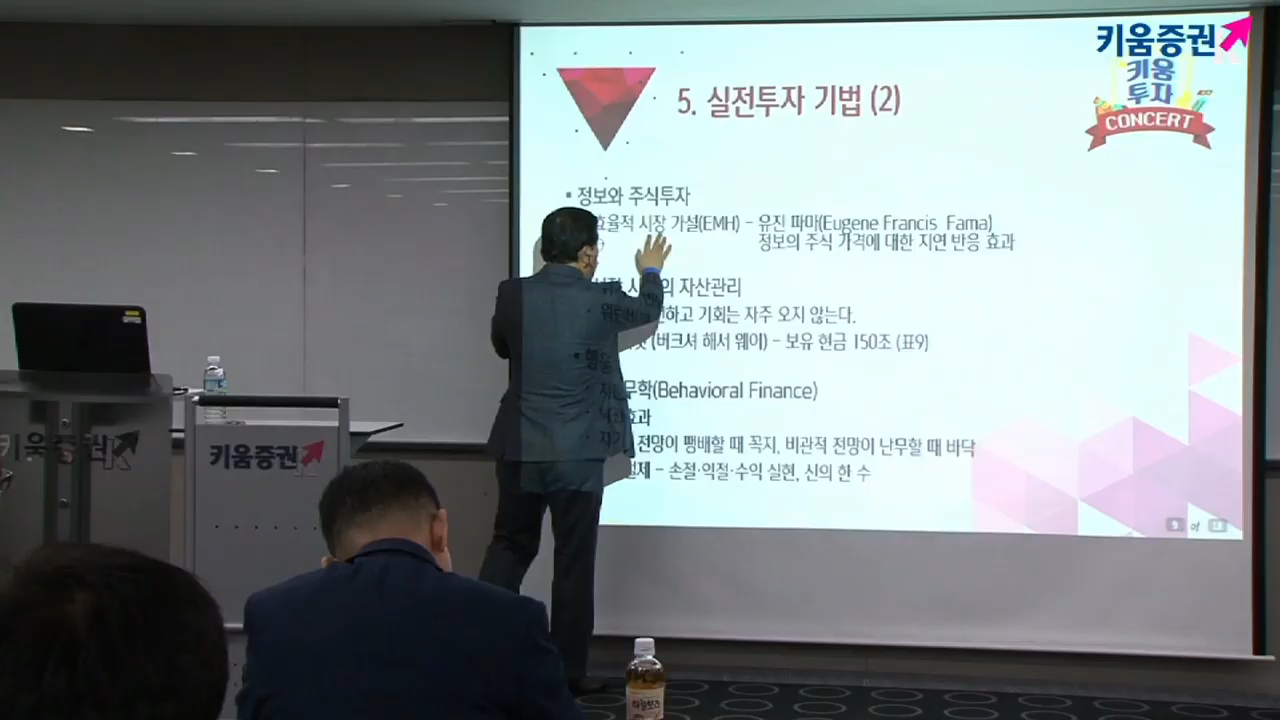 키움증권
키움
투자
CONCERT
5. 실전투자 기법 (2)
▪ 정보와 주식투자
효율적 시장 가설(EMH) - 유진 파마(Eugene Francis Fama)
정보의 주식 가격에 대한 지연 반응 효과
의 자산관리
하고 기회는 자주 오지 않는다.
(버크셔 해서 웨이) - 보유 현금 150조 (표9)
무학(Behavioral Finance)
효과
전망이 팽배할 때 꼭지, 비관적 전망이 난무할 때 바닥
- 손절·익절·수익 실현, 신의 한 수
9 of
키움증권
키움증권